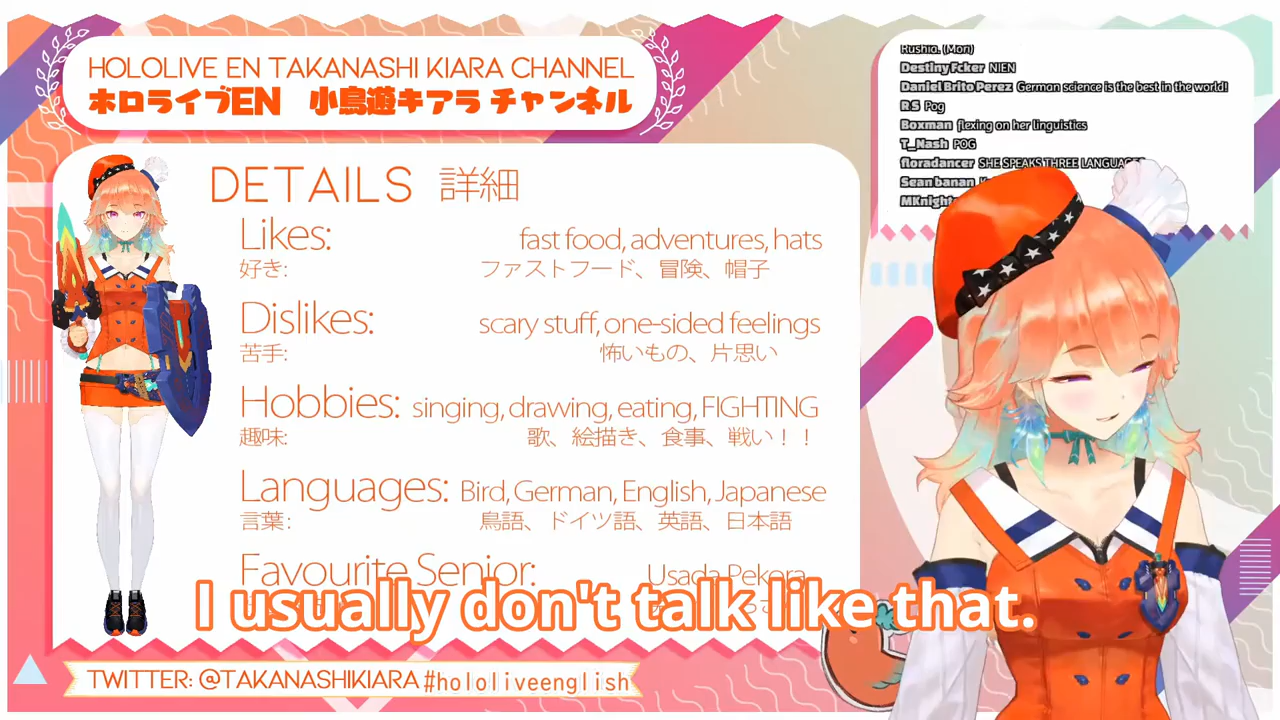 HOLOLIVE EN TAKANASHI KIARA CHANNEL
ホロライブEN 小鳥遊キアラ チャンネル
DETAILS 詳細
Likes: fast food, adventures, hats
好き: ファストフード、冒険、帽子
Dislikes: scary stuff, one-sided feelings
苦手: 怖いもの、片思い
Hobbies: singing, drawing, eating, FIGHTING
趣味: 歌、絵描き、食事、戦い！！
Languages: Bird, German, English, Japanese
言葉: 鳥語、ドイツ語、英語、日本語
Favourite Senior: Usada Pekora
I usually don't talk like that.
TWITTER: @TAKANASHIKIARA #hololiveenglish
Rushia. (Mon)
Destiny Fcker NIEN
Daniel Brito Perez German science is the best in the world!
R S Pog
Boxman flexing on her linguistics
T_Nash POG
floradancer SHE SPEAKS THREE LANGUAGES
Sean banan
MKnight